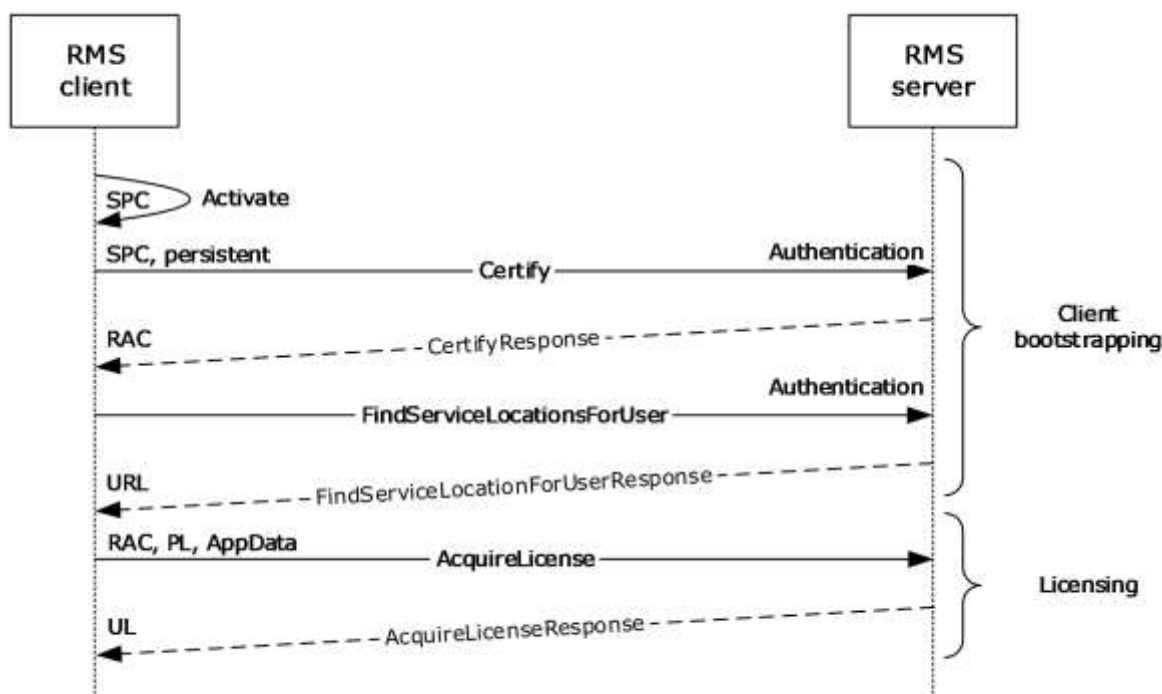 RMS
client
RMS
server
SPC
Activate
SPC, persistent
Certify
Authentication
RAC
CertifyResponse
Client
bootstrapping
Authentication
FindServiceLocationsForUser
URL
FindServiceLocationForUserResponse
RAC, PL, AppData
AcquireLicense
Licensing
UL
AcquireLicenseResponse